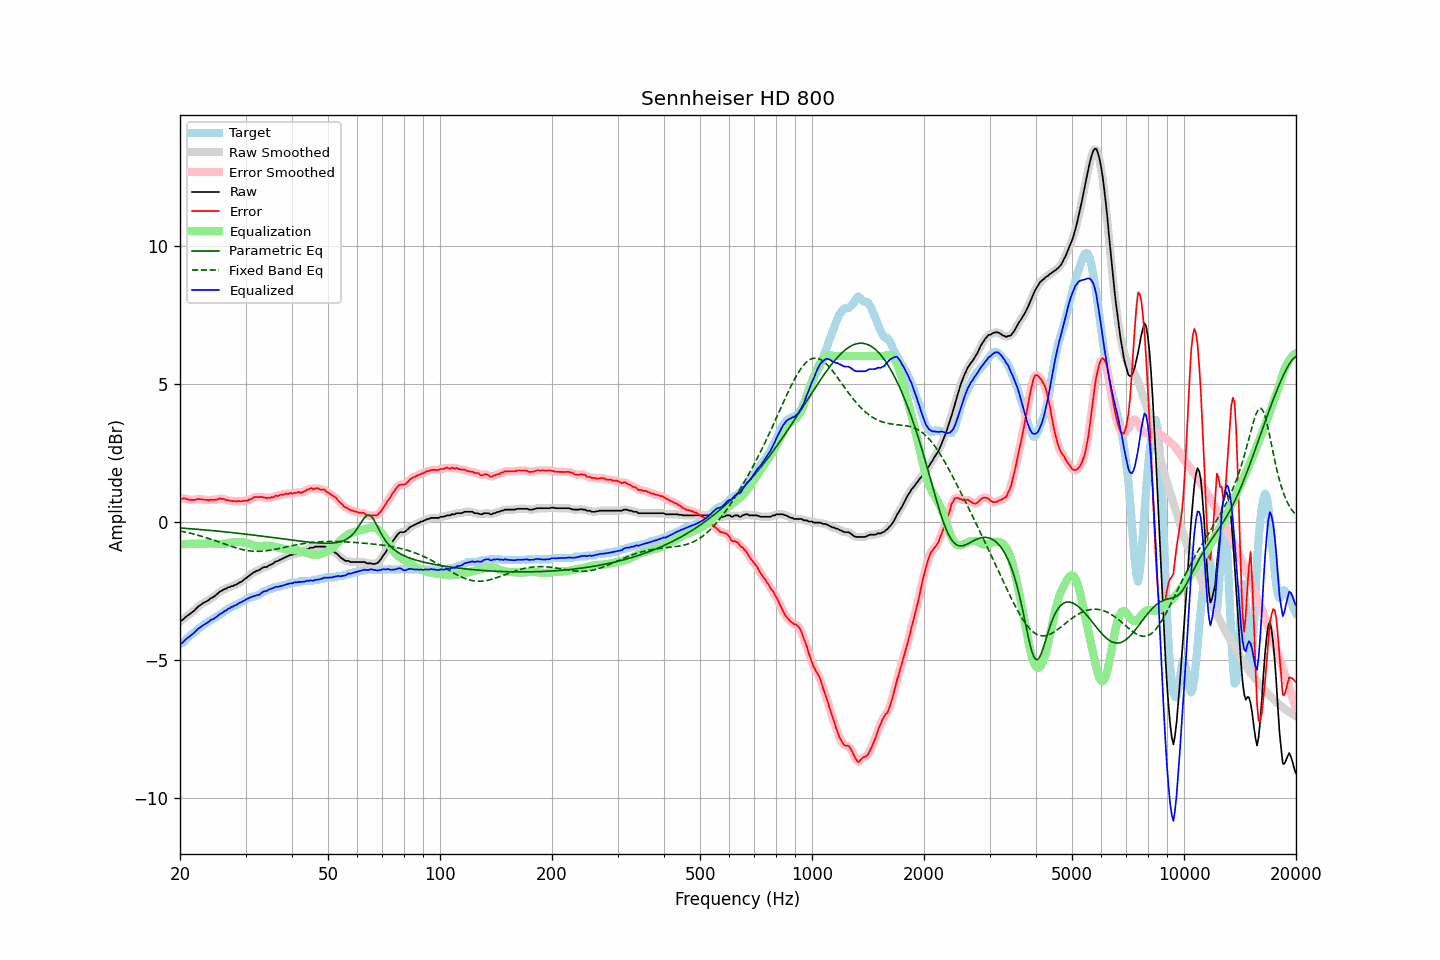 Sennheiser HD 800
Target
Raw Smoothed
Error Smoothed
Raw
Error
Equalization
Parametric Eq
Fixed Band Eq
Equalized
Amplitude (dBr)
10
5
0
−5
−10
20 50 100 200 500 1000 2000 5000 10000 20000
Frequency (Hz)